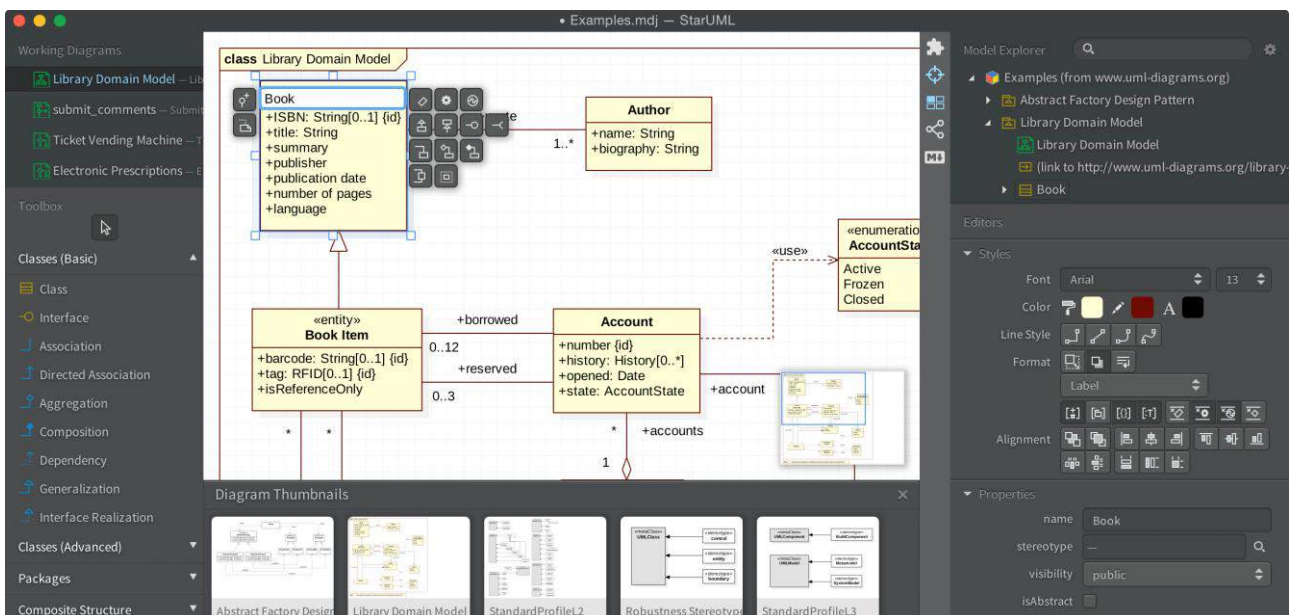 • Examples.mdj — StarUML
Working Diagrams
Library Domain Model — Lib
submit_comments — Submit
Ticket Vending Machine — T
Electronic Prescriptions — E
Toolbox
Classes (Basic)
Class
Interface
Association
Directed Association
Aggregation
Composition
Dependency
Generalization
Interface Realization
Classes (Advanced)
Packages
Composite Structure
class Library Domain Model
Book
+ISBN: String[0..1] {id}
+title: String
+summary
+publisher
+publication date
+number of pages
+language
1..*
Author
+name: String
+biography: String
«use»
«enumeratio
AccountSta
Active
Frozen
Closed
«entity»
Book Item
+barcode: String[0..1] {id}
+tag: RFID[0..1] {id}
+isReferenceOnly
+borrowed
0..12
+reserved
0..3
Account
+number {id}
+history: History[0..*]
+opened: Date
+state: AccountState
+account
* *
* +accounts
1
Diagram Thumbnails
UMLClass
control
entity
boundary
Abstract Factory Design
Library Domain Model
StandardProfileL2
Robustness Stereotype
StandardProfileL3
M↓
Model Explorer
Examples (from www.uml-diagrams.org)
Abstract Factory Design Pattern
Library Domain Model
Library Domain Model
(link to http://www.uml-diagrams.org/library-
Book
Editors
Styles
Font Arial 13
Color A
Line Style
Format
Label
Alignment
Properties
name Book
stereotype —
visibility public
isAbstract